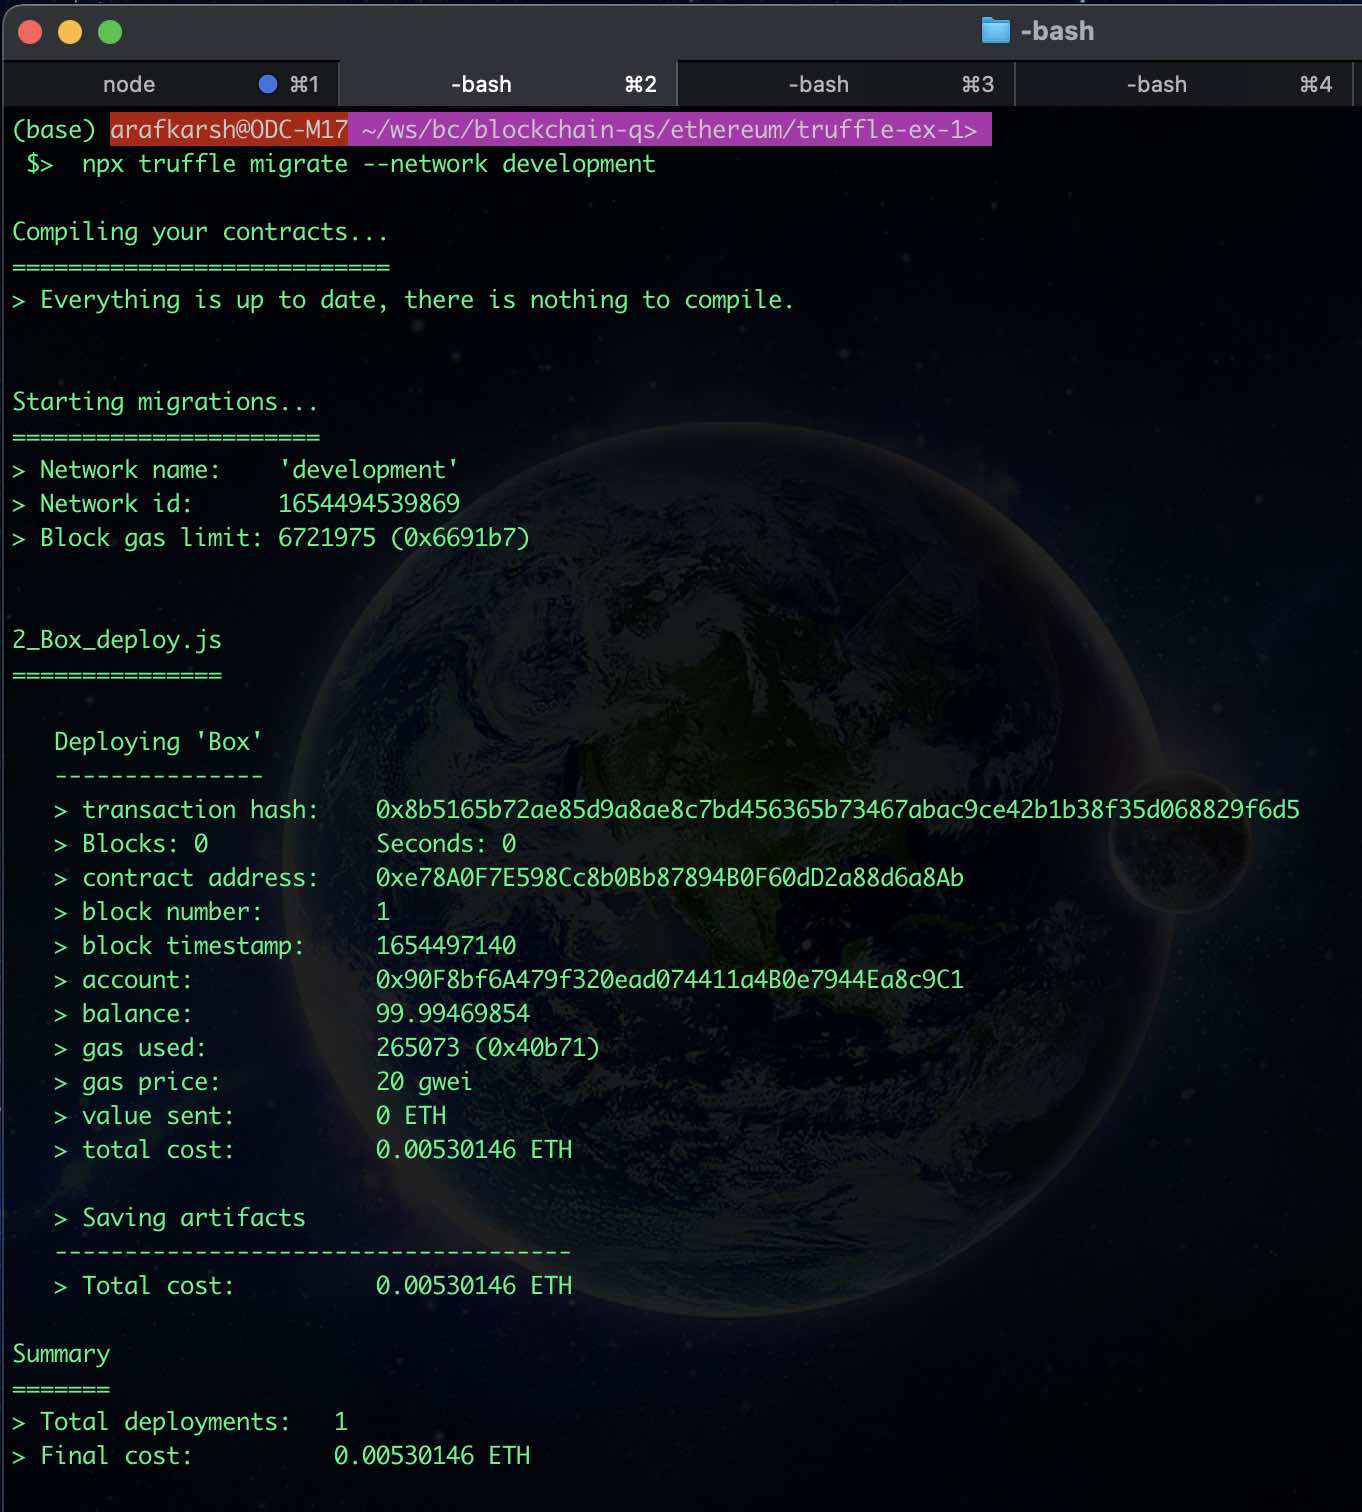 -bash
node ⌘1 -bash ⌘2 -bash ⌘3 -bash ⌘4
(base) arafkarsh@ODC-M17 ~/ws/bc/blockchain-qs/ethereum/truffle-ex-1>
$> npx truffle migrate --network development
Compiling your contracts...
===========================
> Everything is up to date, there is nothing to compile.
Starting migrations...
======================
> Network name: 'development'
> Network id: 1654494539869
> Block gas limit: 6721975 (0x6691b7)
2_Box_deploy.js
===============
Deploying 'Box'
---------------
> transaction hash: 0x8b5165b72ae85d9a8ae8c7bd456365b73467abac9ce42b1b38f35d068829f6d5
> Blocks: 0 Seconds: 0
> contract address: 0xe78A0F7E598Cc8b0Bb87894B0F60dD2a88d6a8Ab
> block number: 1
> block timestamp: 1654497140
> account: 0x90F8bf6A479f320ead074411a4B0e7944Ea8c9C1
> balance: 99.99469854
> gas used: 265073 (0x40b71)
> gas price: 20 gwei
> value sent: 0 ETH
> total cost: 0.00530146 ETH
> Saving artifacts
-------------------------------------
> Total cost: 0.00530146 ETH
Summary
=======
> Total deployments: 1
> Final cost: 0.00530146 ETH